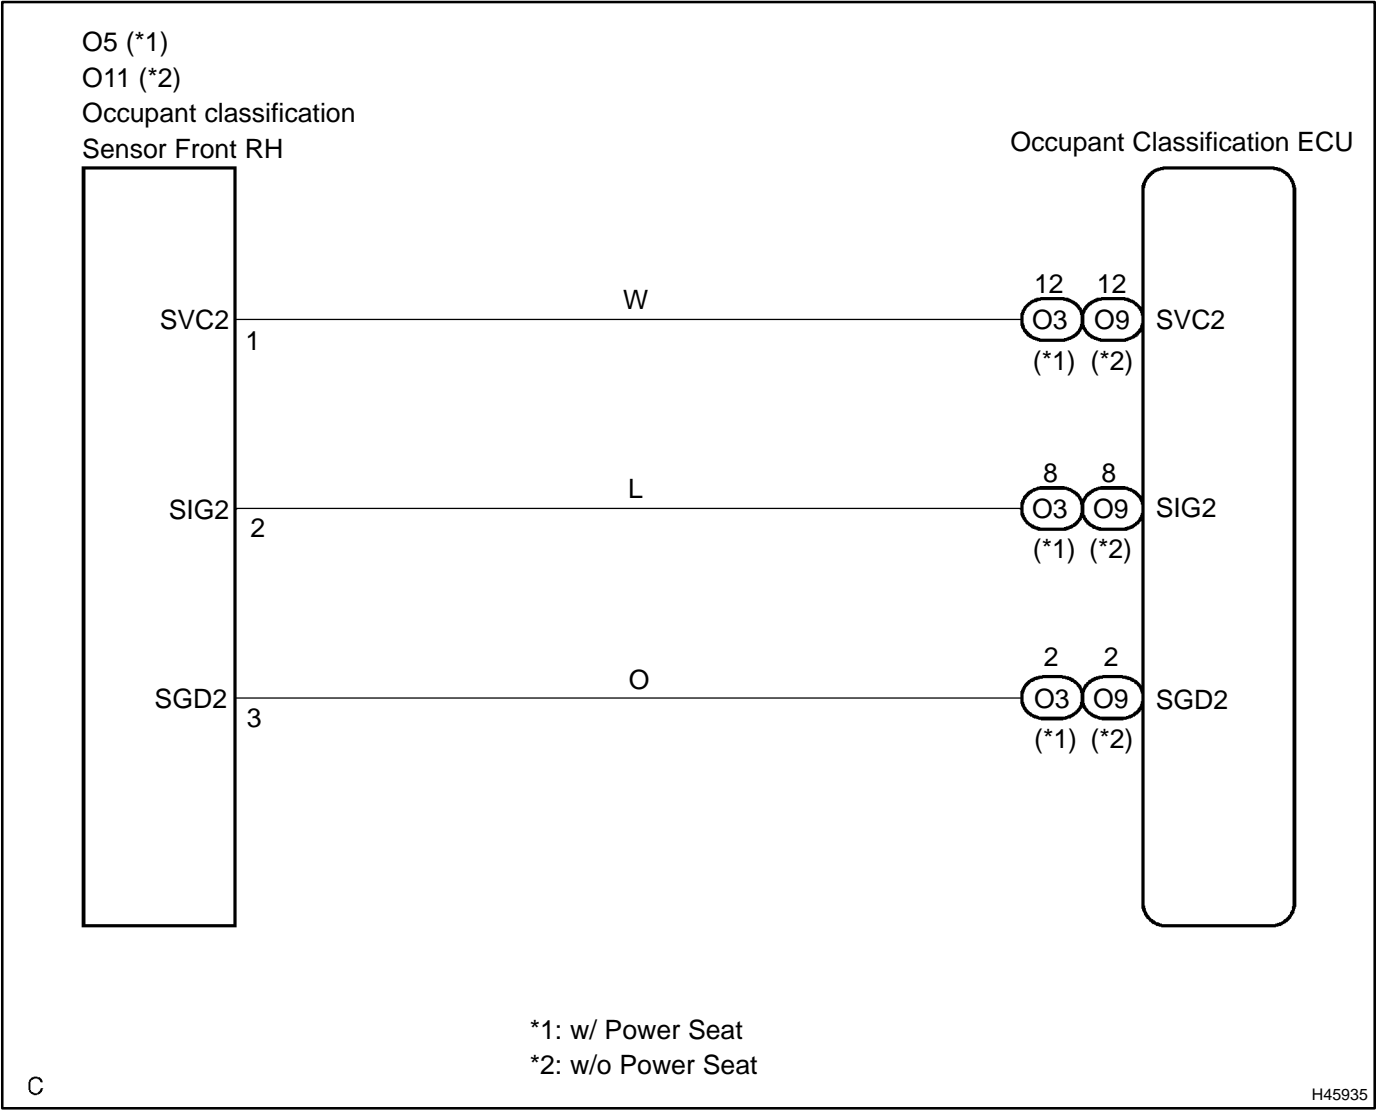 O5 (*1)
O11 (*2)
Occupant classification
Sensor Front RH
Occupant Classification ECU
SVC2
1
W
12 12
O3 O9
(*1) (*2)
SVC2
SIG2
2
L
8 8
O3 O9
(*1) (*2)
SIG2
SGD2
3
O
2 2
O3 O9
(*1) (*2)
SGD2
*1: w/ Power Seat
*2: w/o Power Seat
C
H45935